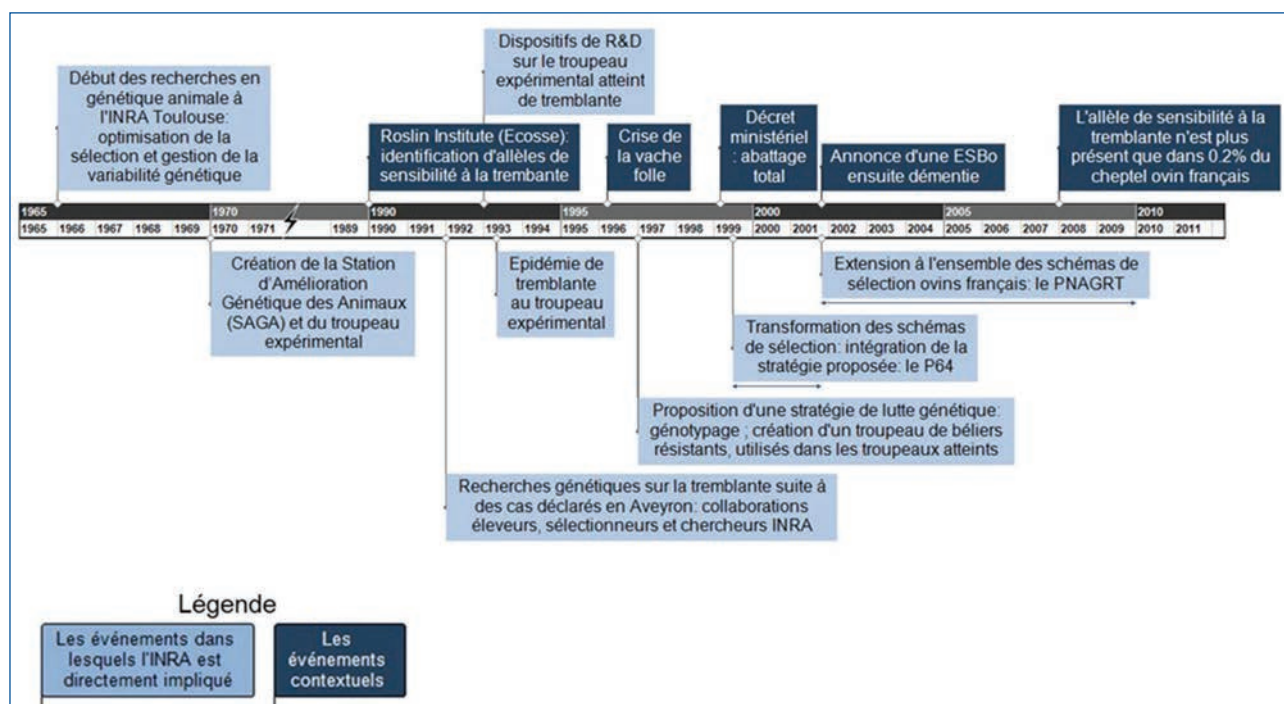 Dispositifs de R&D
sur le troupeau
expérimental atteint
de tremblante
Début des recherches en
génétique animale à
l'INRA Toulouse:
optimisation de la
sélection et gestion de la
variabilité génétique
Roslin Institute (Ecosse):
identification d'allèles de
sensibilité à la trembante
Crise de
la vache
folle
Décret
ministériel
: abattage
total
Annonce d'une ESBo
ensuite démentie
L'allèle de sensibilité à la
tremblante n'est plus
présent que dans 0.2% du
cheptel ovin français
1965 1970 1990 1995 2000 2005 2010
1965 1966 1967 1968 1969 1970 1971 1989 1990 1991 1992 1993 1994 1995 1996 1997 1998 1999 2000 2001 2002 2003 2004 2005 2006 2007 2008 2009 2010 2011
Création de la Station
d'Amélioration
Génétique des Animaux
(SAGA) et du troupeau
expérimental
Epidémie de
tremblante
au troupeau
expérimental
Extension à l'ensemble des schémas de
sélection ovins français: le PNAGRT
Transformation des schémas
de sélection: intégration de la
stratégie proposée: le P64
Proposition d'une stratégie de lutte génétique:
génotypage ; création d'un troupeau de béliers
résistants, utilisés dans les troupeaux atteints
Recherches génétiques sur la tremblante suite à
des cas déclarés en Aveyron: collaborations
éleveurs, sélectionneurs et chercheurs INRA
Légende
Les événements dans
lesquels l'INRA est
directement impliqué
Les
événements
contextuels